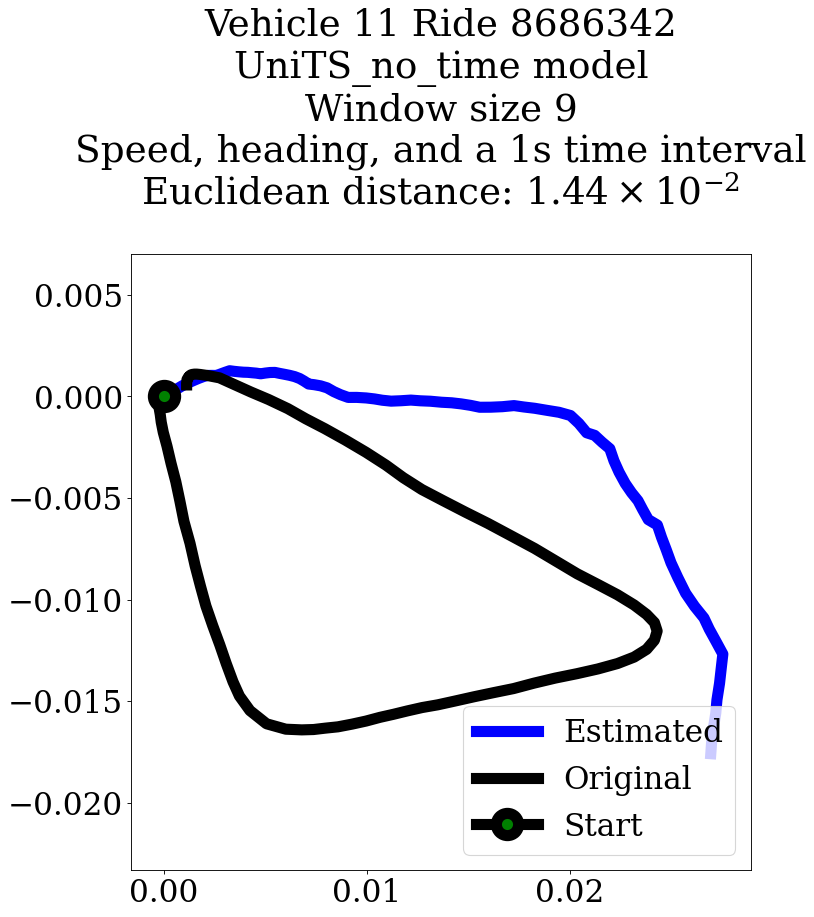 Vehicle 11 Ride 8686342
UniTS_no_time model
Window size 9
Speed, heading, and a 1s time interval
Euclidean distance: 1.44 × 10⁻²
0.005
0.000
−0.005
−0.010
−0.015
−0.020
Estimated
Original
Start
0.00
0.01
0.02